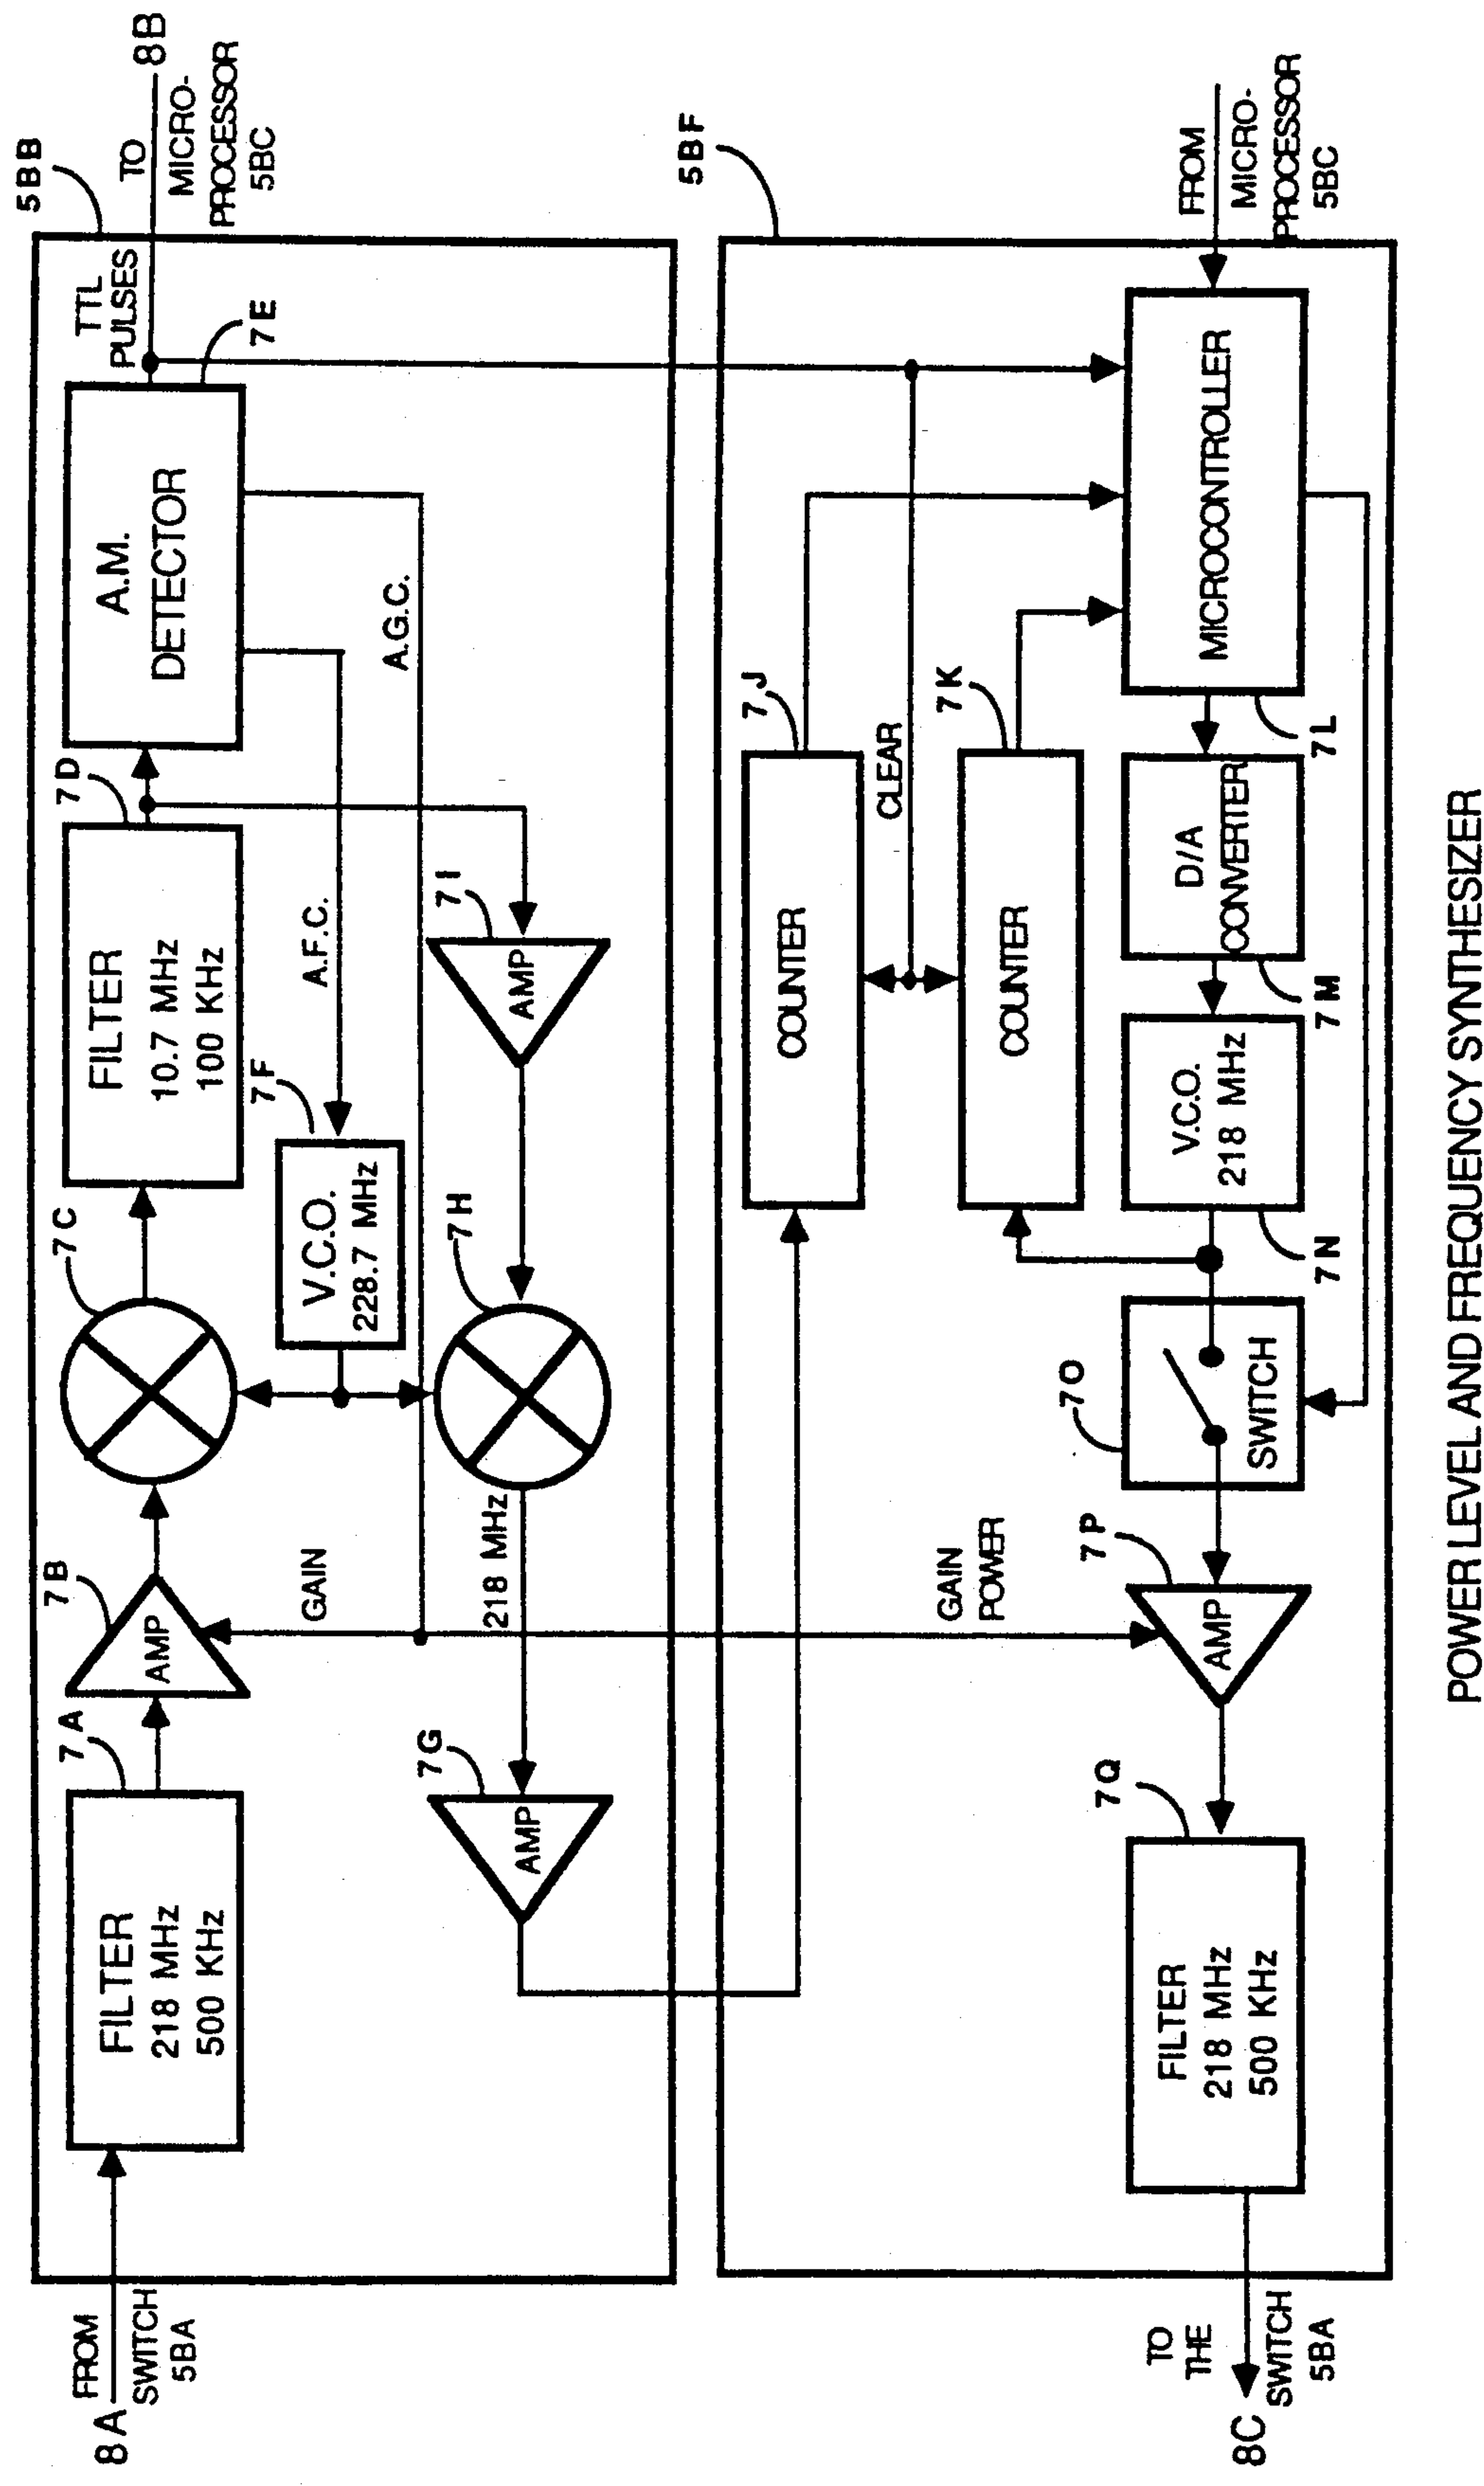 5BB
8A
FROM
SWITCH
5BA
FILTER
218 MHz
500 KHz
7A
AMP
7B
7C
FILTER
10.7 MHz
100 KHz
7D
A.M.
DETECTOR
7E
TTL
PULSES
TO
MICRO-
PROCESSOR
5BC
8B
V.C.O.
228.7 MHz
7F
A.F.C.
A.G.C.
GAIN
218 MHz
AMP
7G
7H
AMP
7I
5BF
COUNTER
7J
CLEAR
COUNTER
7K
GAIN
POWER
8C
TO
THE
SWITCH
5BA
FILTER
218 MHz
500 KHz
7Q
AMP
7P
SWITCH
7O
V.C.O.
218 MHz
7N
D/A
CONVERTER
7M
MICROCONTROLLER
7L
FROM
MICRO-
PROCESSOR
5BC
POWER LEVEL AND FREQUENCY SYNTHESIZER